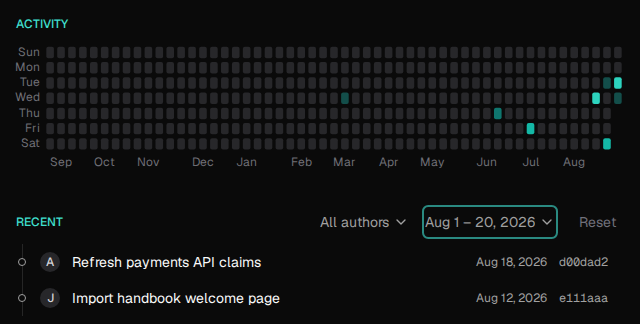 ACTIVITY
Sun
Mon
Tue
Wed
Thu
Fri
Sat
Sep Oct Nov Dec Jan Feb Mar Apr May Jun Jul Aug
RECENT All authors Aug 1 – 20, 2026 Reset
A Refresh payments API claims Aug 18, 2026 d00dad2
J Import handbook welcome page Aug 12, 2026 e111aaa